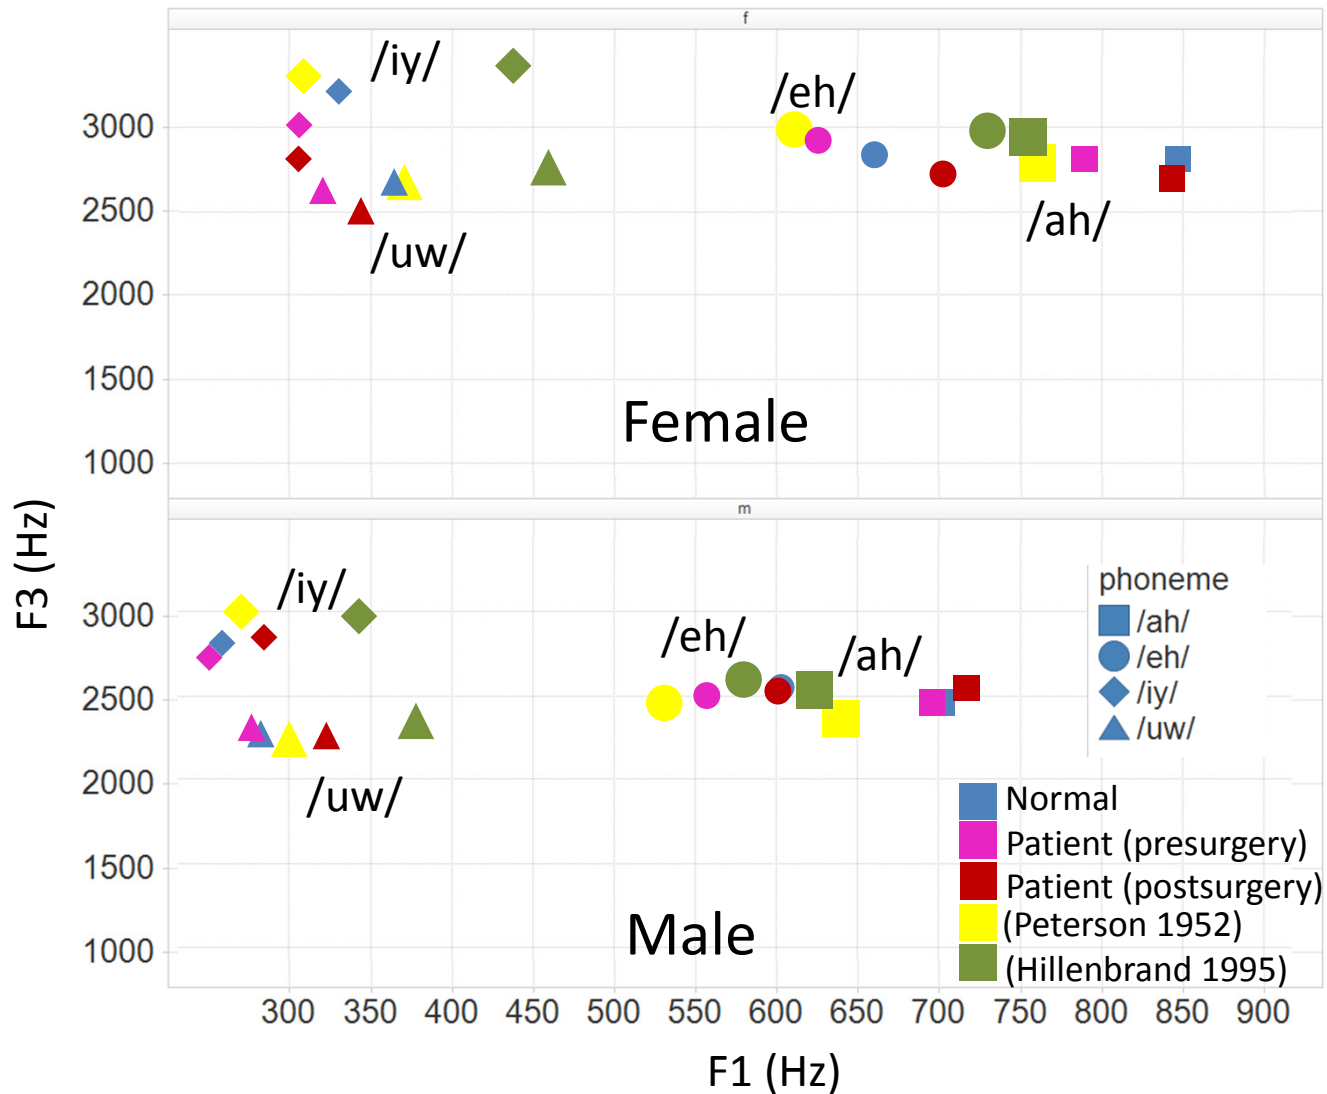 f
/iy/
/eh/
/ah/
/uw/
3000
2500
2000
1500
1000
Female
F3 (Hz)
m
/iy/
/eh/
/ah/
/uw/
3000
2500
2000
1500
1000
Male
phoneme
/ah/
/eh/
/iy/
/uw/
Normal
Patient (presurgery)
Patient (postsurgery)
(Peterson 1952)
(Hillenbrand 1995)
300 350 400 450 500 550 600 650 700 750 800 850 900
F1 (Hz)